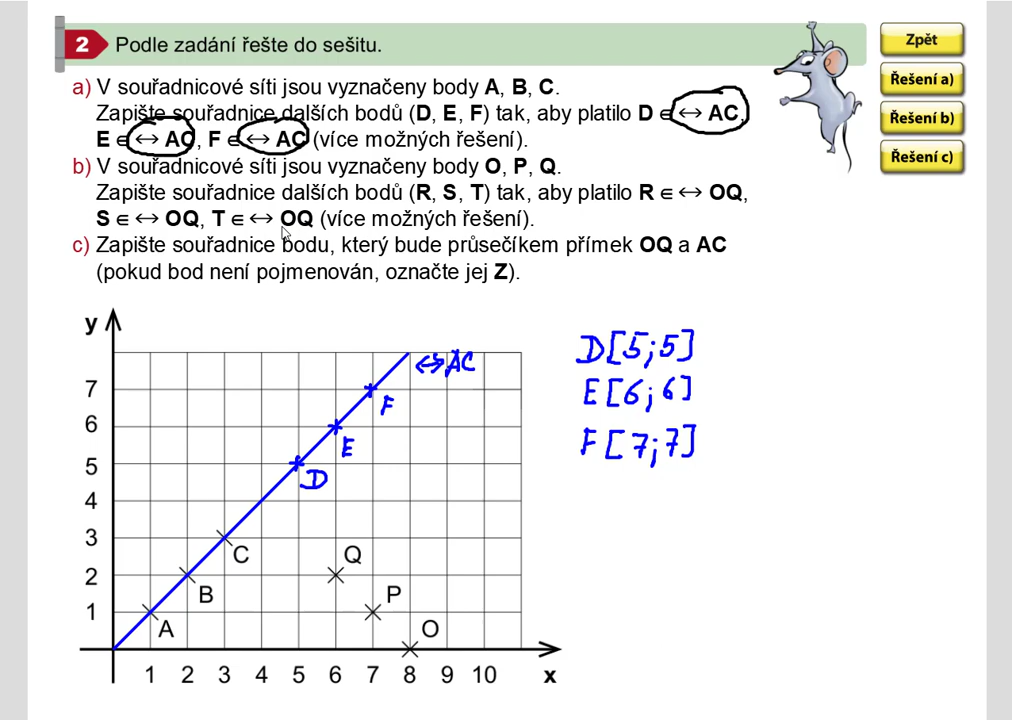 2 Podle zadání řešte do sešitu.
Zpět
Řešení a)
Řešení b)
Řešení c)
a) V souřadnicové síti jsou vyznačeny body A, B, C.
Zapište souřadnice dalších bodů (D, E, F) tak, aby platilo D ∈ ↔ AC,
E ∈ ↔ AC, F ∈ ↔ AC (více možných řešení).
b) V souřadnicové síti jsou vyznačeny body O, P, Q.
Zapište souřadnice dalších bodů (R, S, T) tak, aby platilo R ∈ ↔ OQ,
S ∈ ↔ OQ, T ∈ ↔ OQ (více možných řešení).
c) Zapište souřadnice bodu, který bude průsečíkem přímek OQ a AC
(pokud bod není pojmenován, označte jej Z).
y
↔ AC
7
F
6
E
5
D
4
3
C
Q
2
B
P
1
A
O
1 2 3 4 5 6 7 8 9 10 x
D[5;5]
E[6;6]
F[7;7]